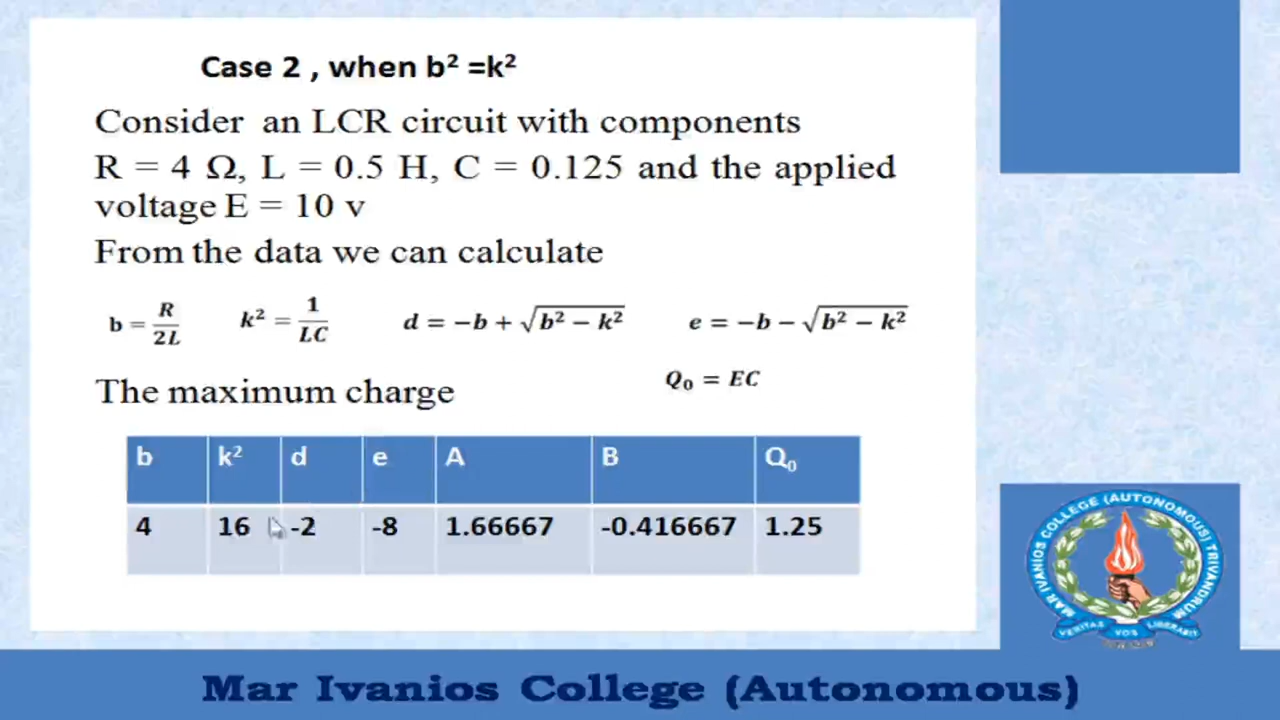 Case 2 , when b² =k²
Consider an LCR circuit with components
R = 4 Ω, L = 0.5 H, C = 0.125 and the applied
voltage E = 10 v
From the data we can calculate
b = R/2L k² = 1/LC d = −b + √(b² − k²) e = −b − √(b² − k²)
The maximum charge Q₀ = EC
b k² d e A B Q₀
4 16 -2 -8 1.66667 -0.416667 1.25
MAR IVANIOS COLLEGE (AUTONOMOUS) TRIVANDRUM
VERITAS VOS LIBERABIT
Mar Ivanios College (Autonomous)